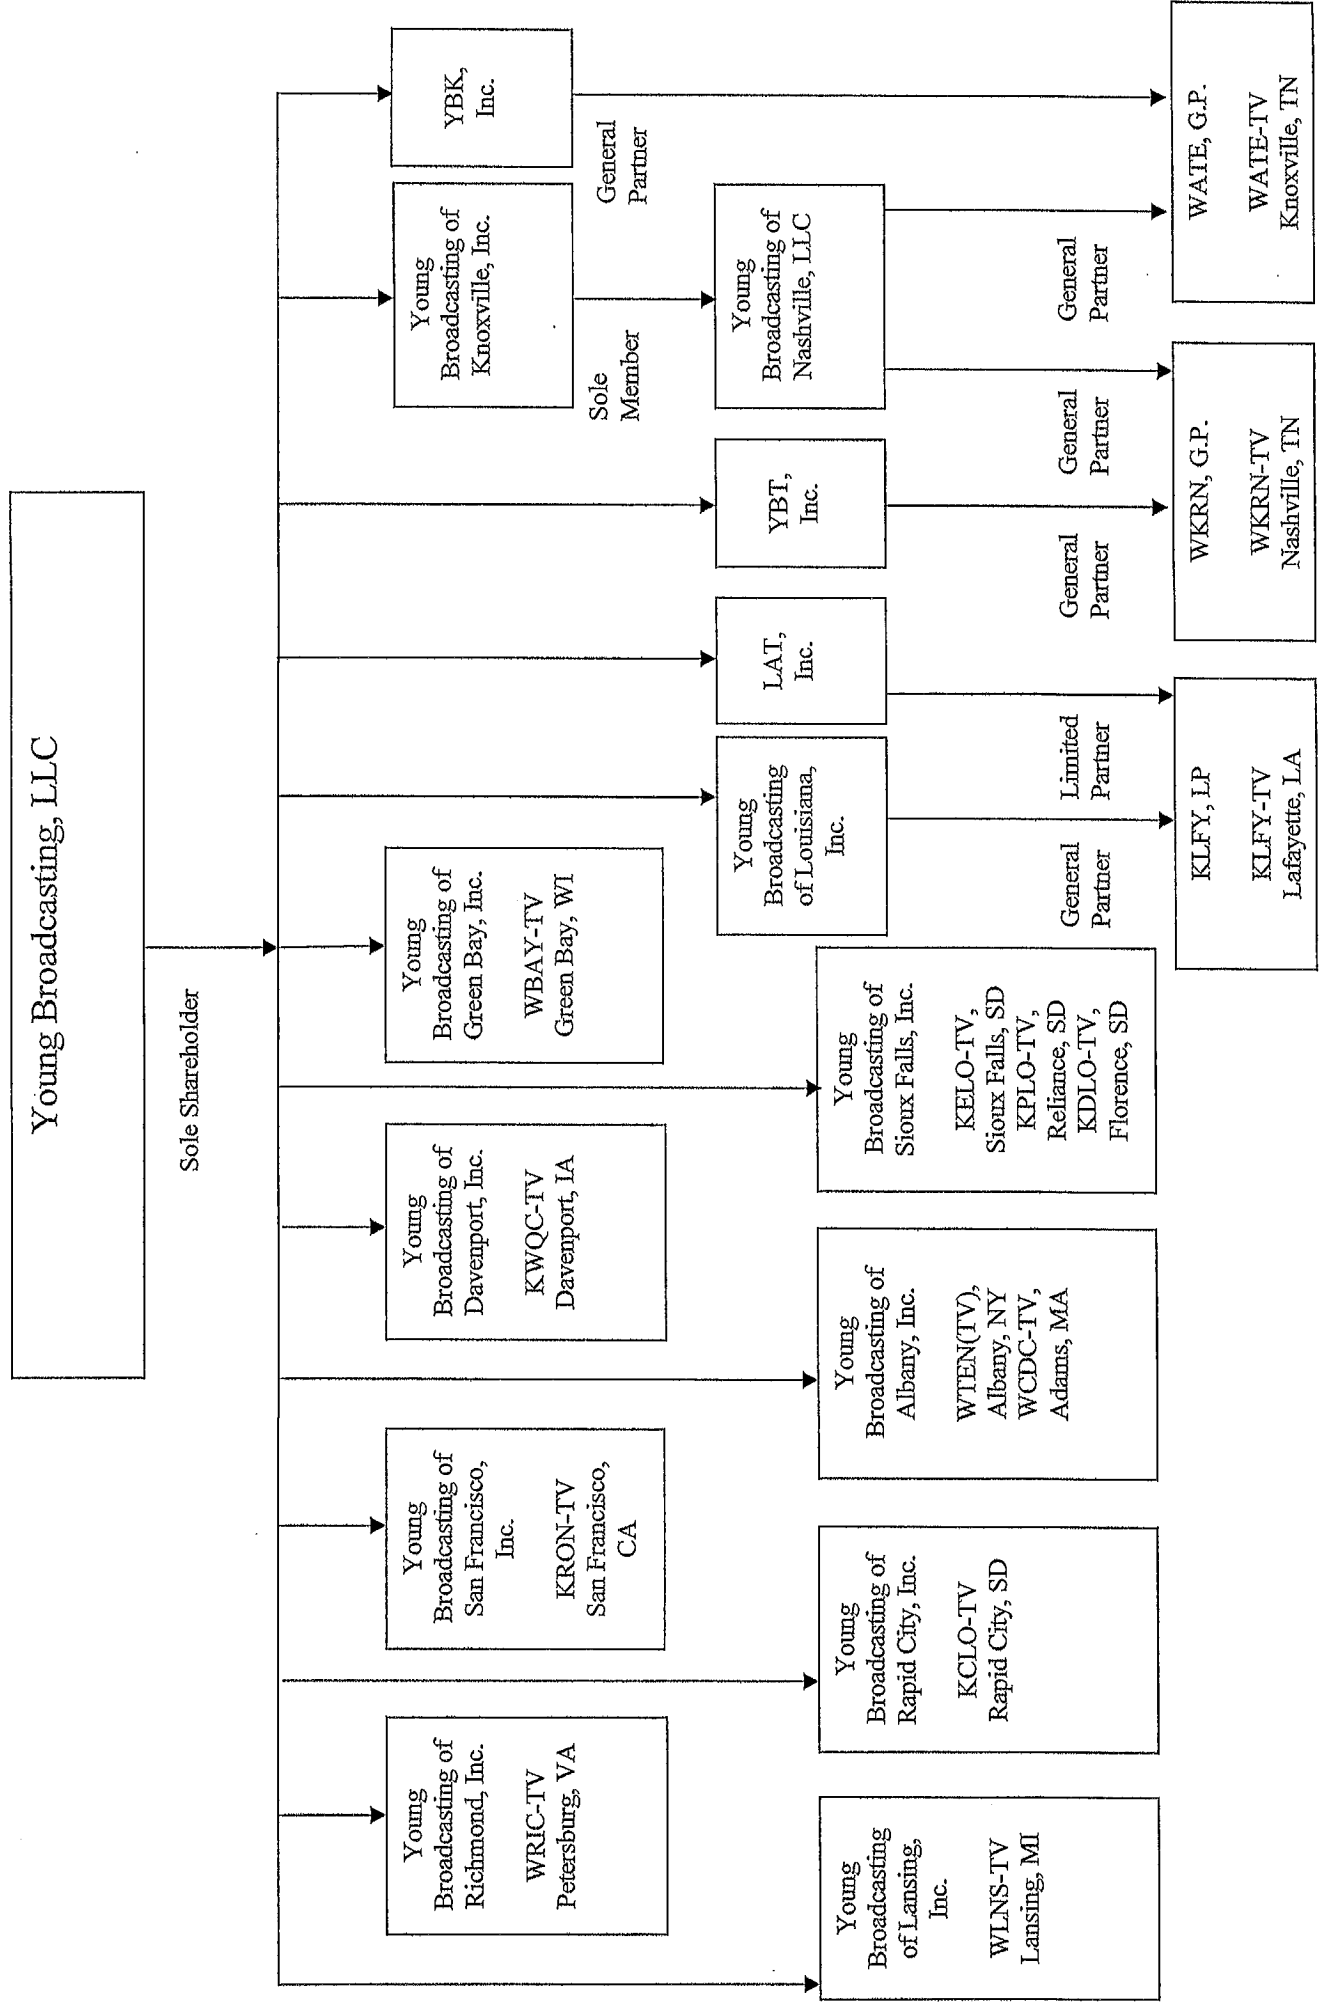 Young Broadcasting, LLC
Sole Shareholder
Young
Broadcasting of
Richmond, Inc.
WRIC-TV
Petersburg, VA
Young
Broadcasting of
San Francisco,
Inc.
KRON-TV
San Francisco,
CA
Young
Broadcasting of
Davenport, Inc.
KWQC-TV
Davenport, IA
Young
Broadcasting of
Green Bay, Inc.
WBAY-TV
Green Bay, WI
Young
Broadcasting of
Knoxville, Inc.
YBK,
Inc.
Sole
Member
General
Partner
Young
Broadcasting
of Louisiana,
Inc.
LAT,
Inc.
YBT,
Inc.
Young
Broadcasting of
Nashville, LLC
Young
Broadcasting
of Lansing,
Inc.
WLNS-TV
Lansing, MI
Young
Broadcasting of
Rapid City, Inc.
KCLO-TV
Rapid City, SD
Young
Broadcasting of
Albany, Inc.
WTEN(TV),
Albany, NY
WCDC-TV,
Adams, MA
Young
Broadcasting of
Sioux Falls, Inc.
KELO-TV,
Sioux Falls, SD
KPLO-TV,
Reliance, SD
KDLO-TV,
Florence, SD
General
Partner
Limited
Partner
General
Partner
General
Partner
General
Partner
KLFY, LP
KLFY-TV
Lafayette, LA
WKRN, G.P.
WKRN-TV
Nashville, TN
WATE, G.P.
WATE-TV
Knoxville, TN